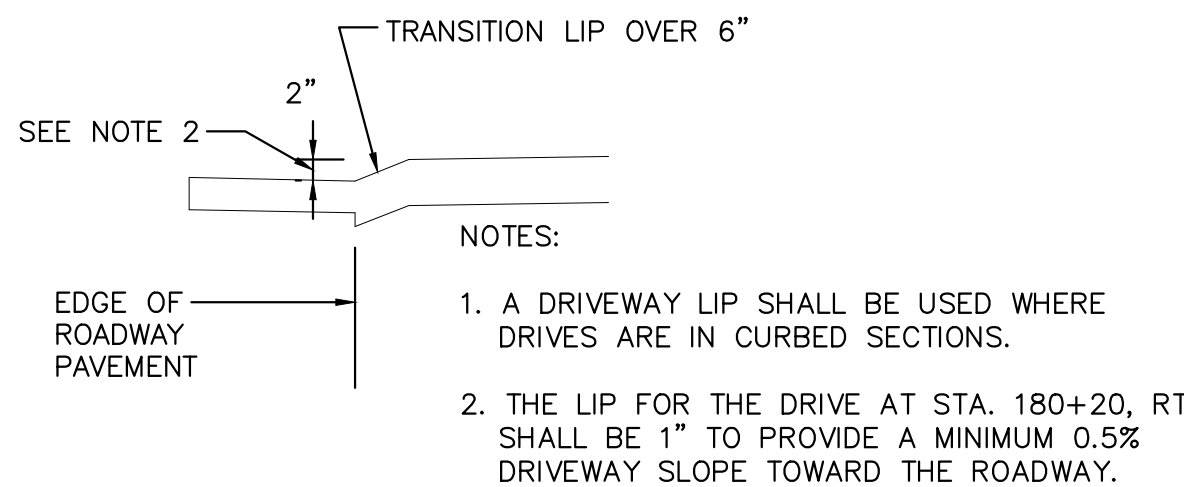 TRANSITION LIP OVER 6”
2”
SEE NOTE 2
NOTES:
EDGE OF
ROADWAY
PAVEMENT
1. A DRIVEWAY LIP SHALL BE USED WHERE
DRIVES ARE IN CURBED SECTIONS.
2. THE LIP FOR THE DRIVE AT STA. 180+20, RT
SHALL BE 1” TO PROVIDE A MINIMUM 0.5%
DRIVEWAY SLOPE TOWARD THE ROADWAY.